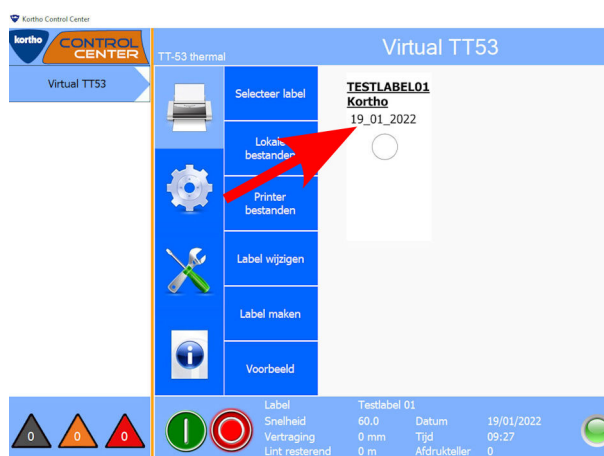 Kortho Control Center
kortho
CONTROL
CENTER
TT-53 thermal
Virtual TT53
Virtual TT53
Selecteer label
TESTLABEL01
Kortho
19_01_2022
bestanden
Printer
bestanden
Label wijzigen
Label maken
Voorbeeld
Label Testlabel 01
Snelheid 60.0 Datum 19/01/2022
Vertraging 0 mm Tijd 09:27
Lint resterend 0 m Afdrukteller 0
0 0 0